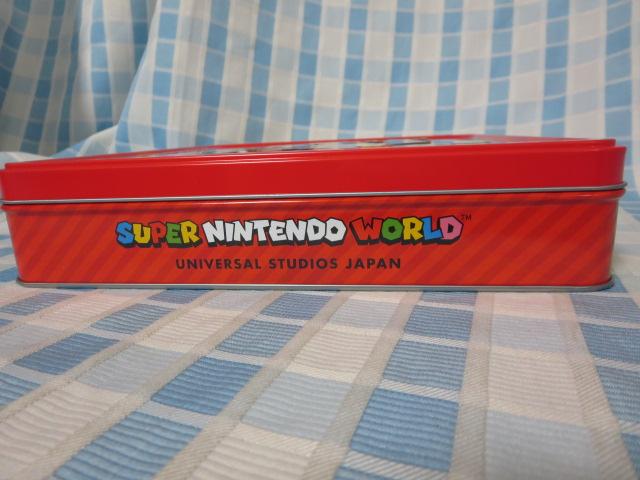 SUPER NINTENDO WORLD™
UNIVERSAL STUDIOS JAPAN